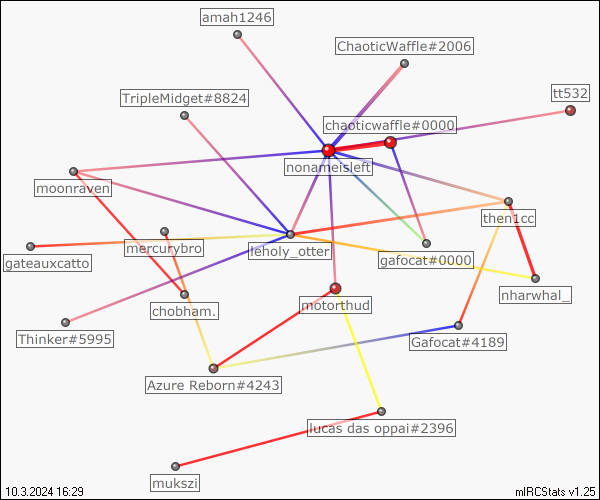 amah1246
ChaoticWaffle#2006
TripleMidget#8824
tt532
chaoticwaffle#0000
nonameisleft
moonraven
then1cc
mercurybro
leholy_otter
gafocat#0000
gateauxcatto
nharwhal_
chobham.
motorthud
Thinker#5995
Gafocat#4189
Azure Reborn#4243
lucas das oppai#2396
mukszi
10.3.2024 16:29
mIRCStats v1.25